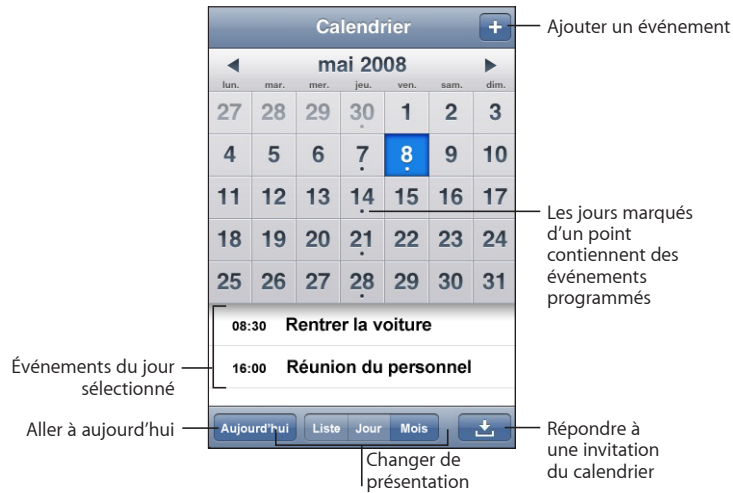 Calendrier
+
Ajouter un événement
mai 2008
lun. mar. mer. jeu. ven. sam. dim.
27 28 29 30 1 2 3
4 5 6 7 8 9 10
11 12 13 14 15 16 17
18 19 20 21 22 23 24
25 26 27 28 29 30 31
Les jours marqués
d'un point
contiennent des
événements
programmés
08:30 Rentrer la voiture
16:00 Réunion du personnel
Événements du jour
sélectionné
Aller à aujourd'hui
Aujourd'hui Liste Jour Mois
Changer de
présentation
Répondre à
une invitation
du calendrier